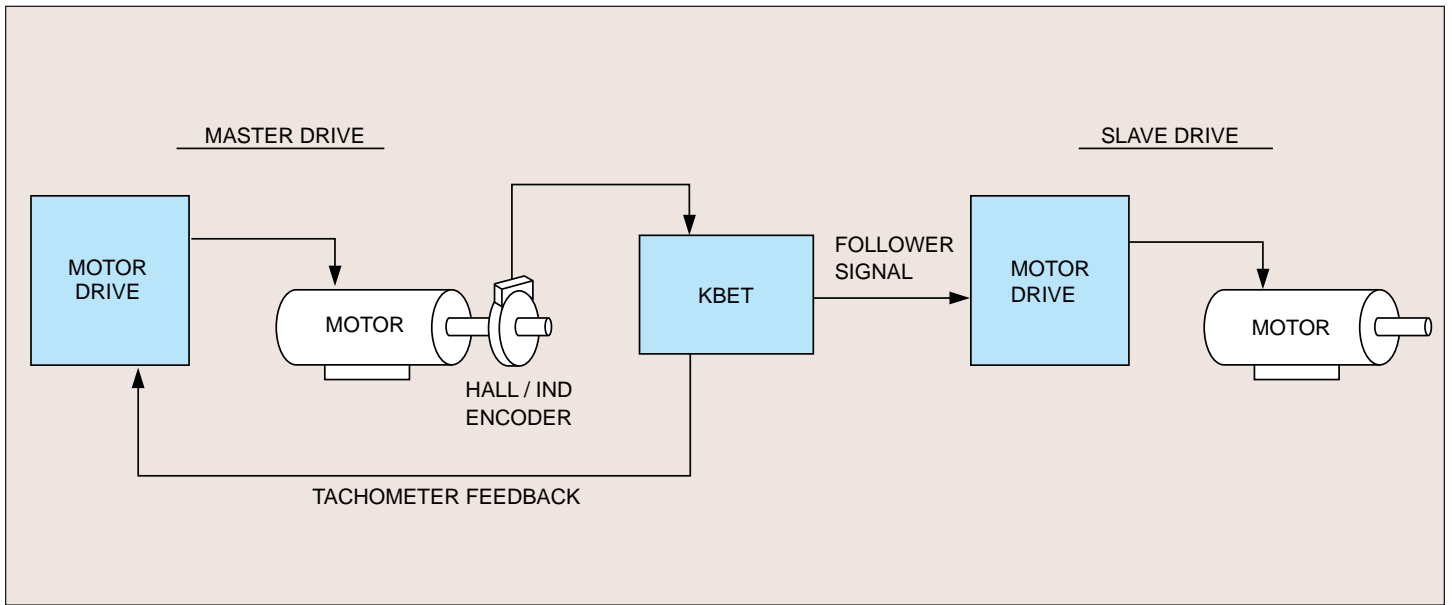 MASTER DRIVE
SLAVE DRIVE
MOTOR
DRIVE
MOTOR
HALL / IND
ENCODER
KBET
FOLLOWER
SIGNAL
MOTOR
DRIVE
MOTOR
TACHOMETER FEEDBACK